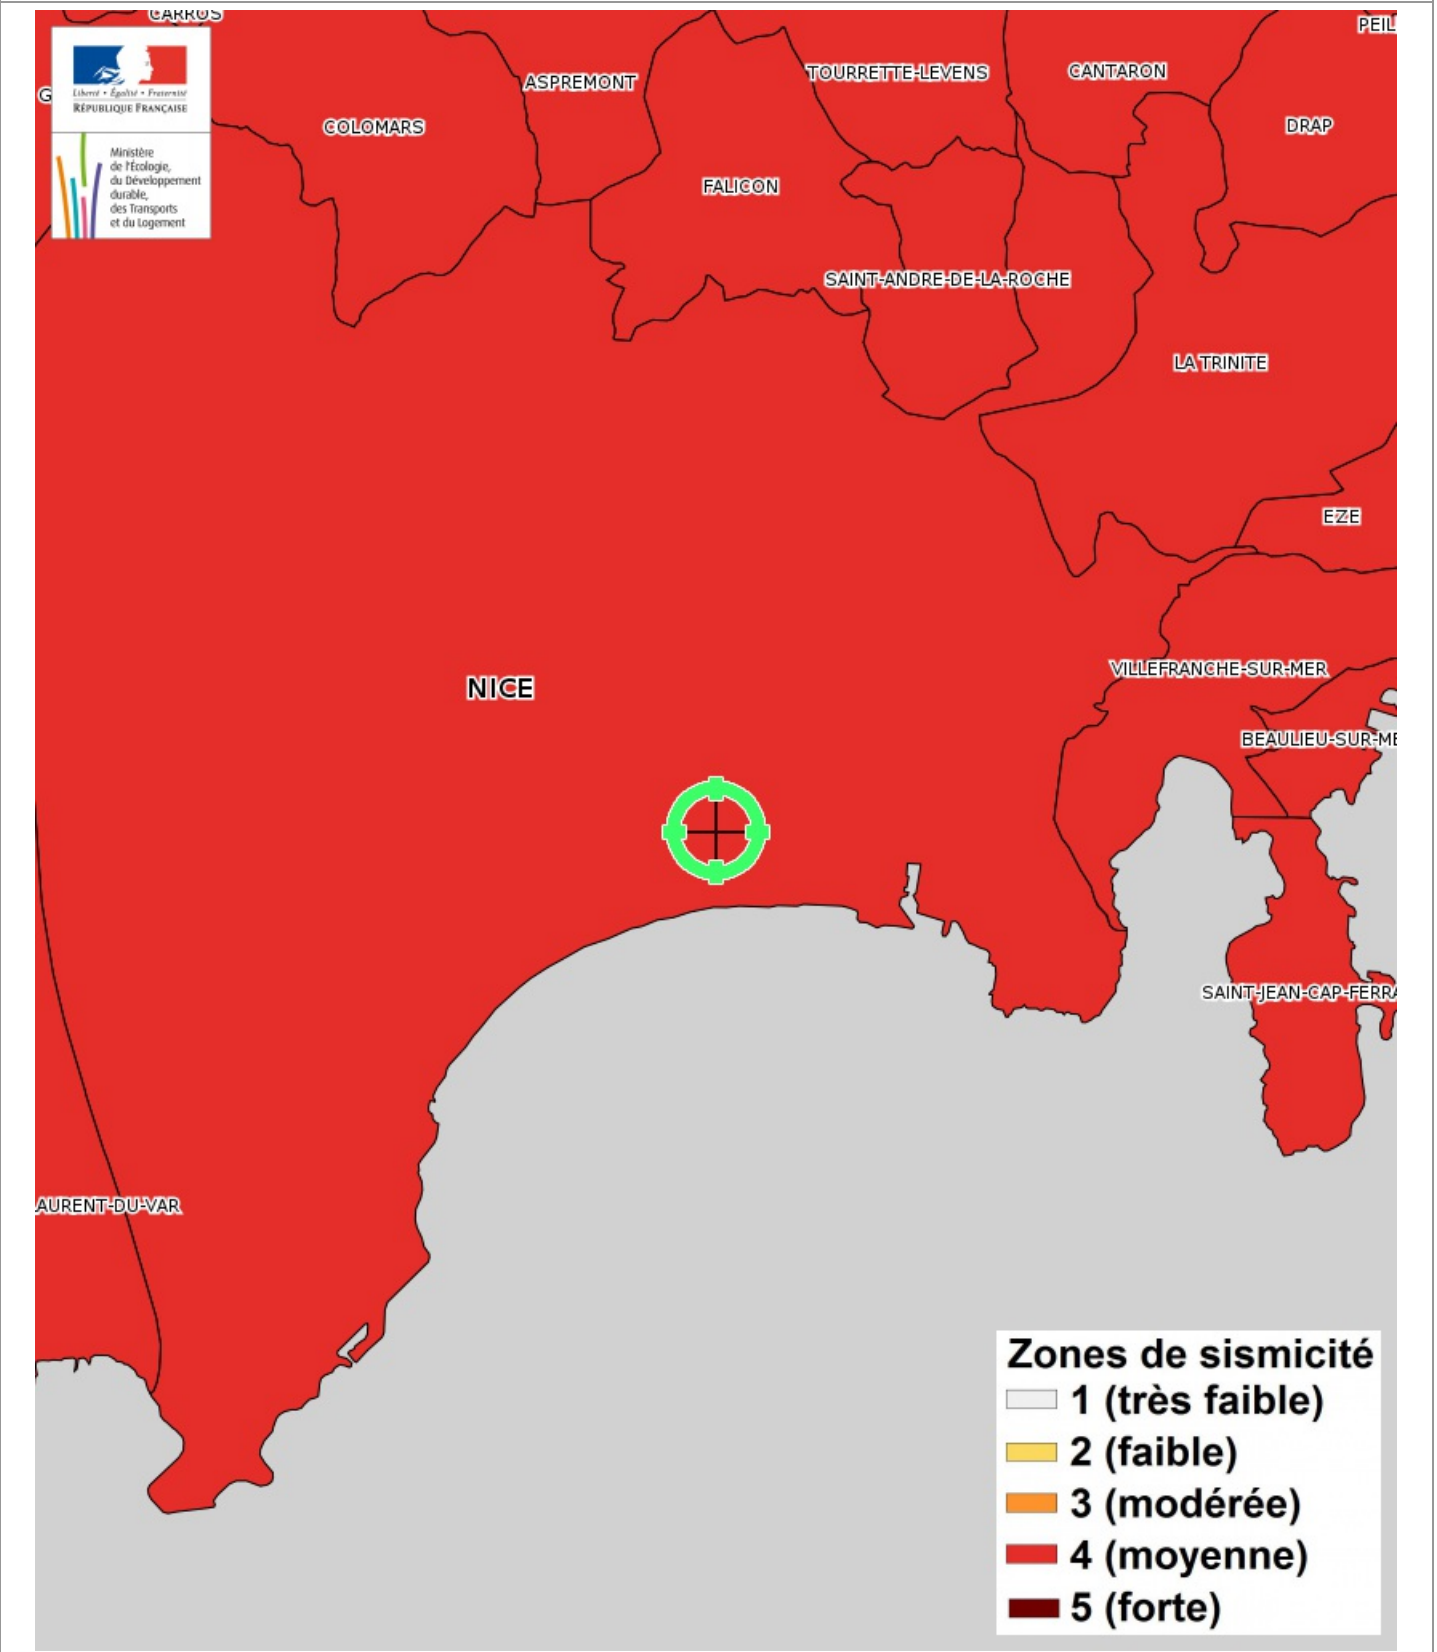 CARROS
PEIL
Liberté • Égalité • Fraternité
RÉPUBLIQUE FRANÇAISE
Ministère
de l'Écologie,
du Développement
durable,
des Transports
et du Logement
G
ASPREMONT
TOURRETTE-LEVENS
CANTARON
COLOMARS
DRAP
FALICON
SAINT-ANDRE-DE-LA-ROCHE
LA TRINITE
EZE
VILLEFRANCHE-SUR-MER
NICE
BEAULIEU-SUR-ME
SAINT-JEAN-CAP-FERRA
AURENT-DU-VAR
Zones de sismicité
1 (très faible)
2 (faible)
3 (modérée)
4 (moyenne)
5 (forte)